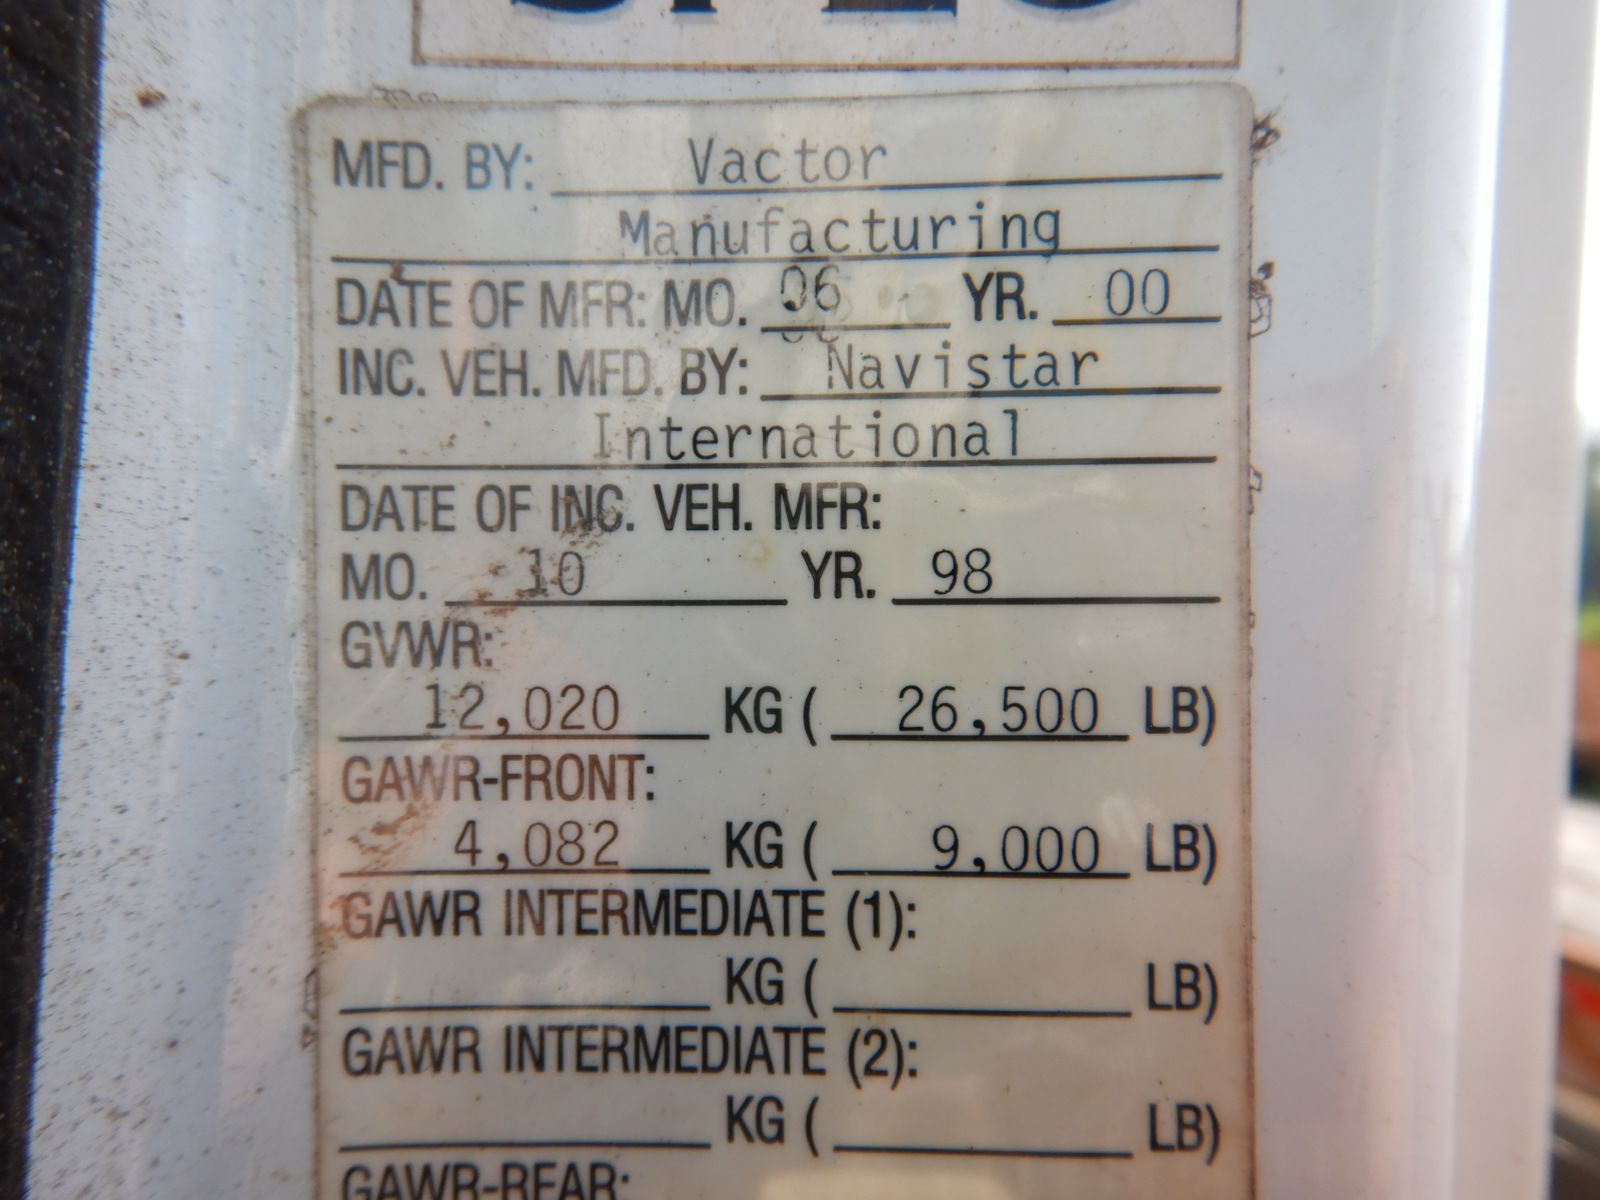 MFD. BY: Vactor
Manufacturing
DATE OF MFR: MO. 06 YR. 00
INC. VEH. MFD. BY: Navistar
International
DATE OF INC. VEH. MFR:
MO. 10 YR. 98
GVWR:
12,020 KG ( 26,500 LB)
GAWR-FRONT:
4,082 KG ( 9,000 LB)
GAWR INTERMEDIATE (1):
KG ( LB)
GAWR INTERMEDIATE (2):
KG ( LB)
GAWR-REAR: